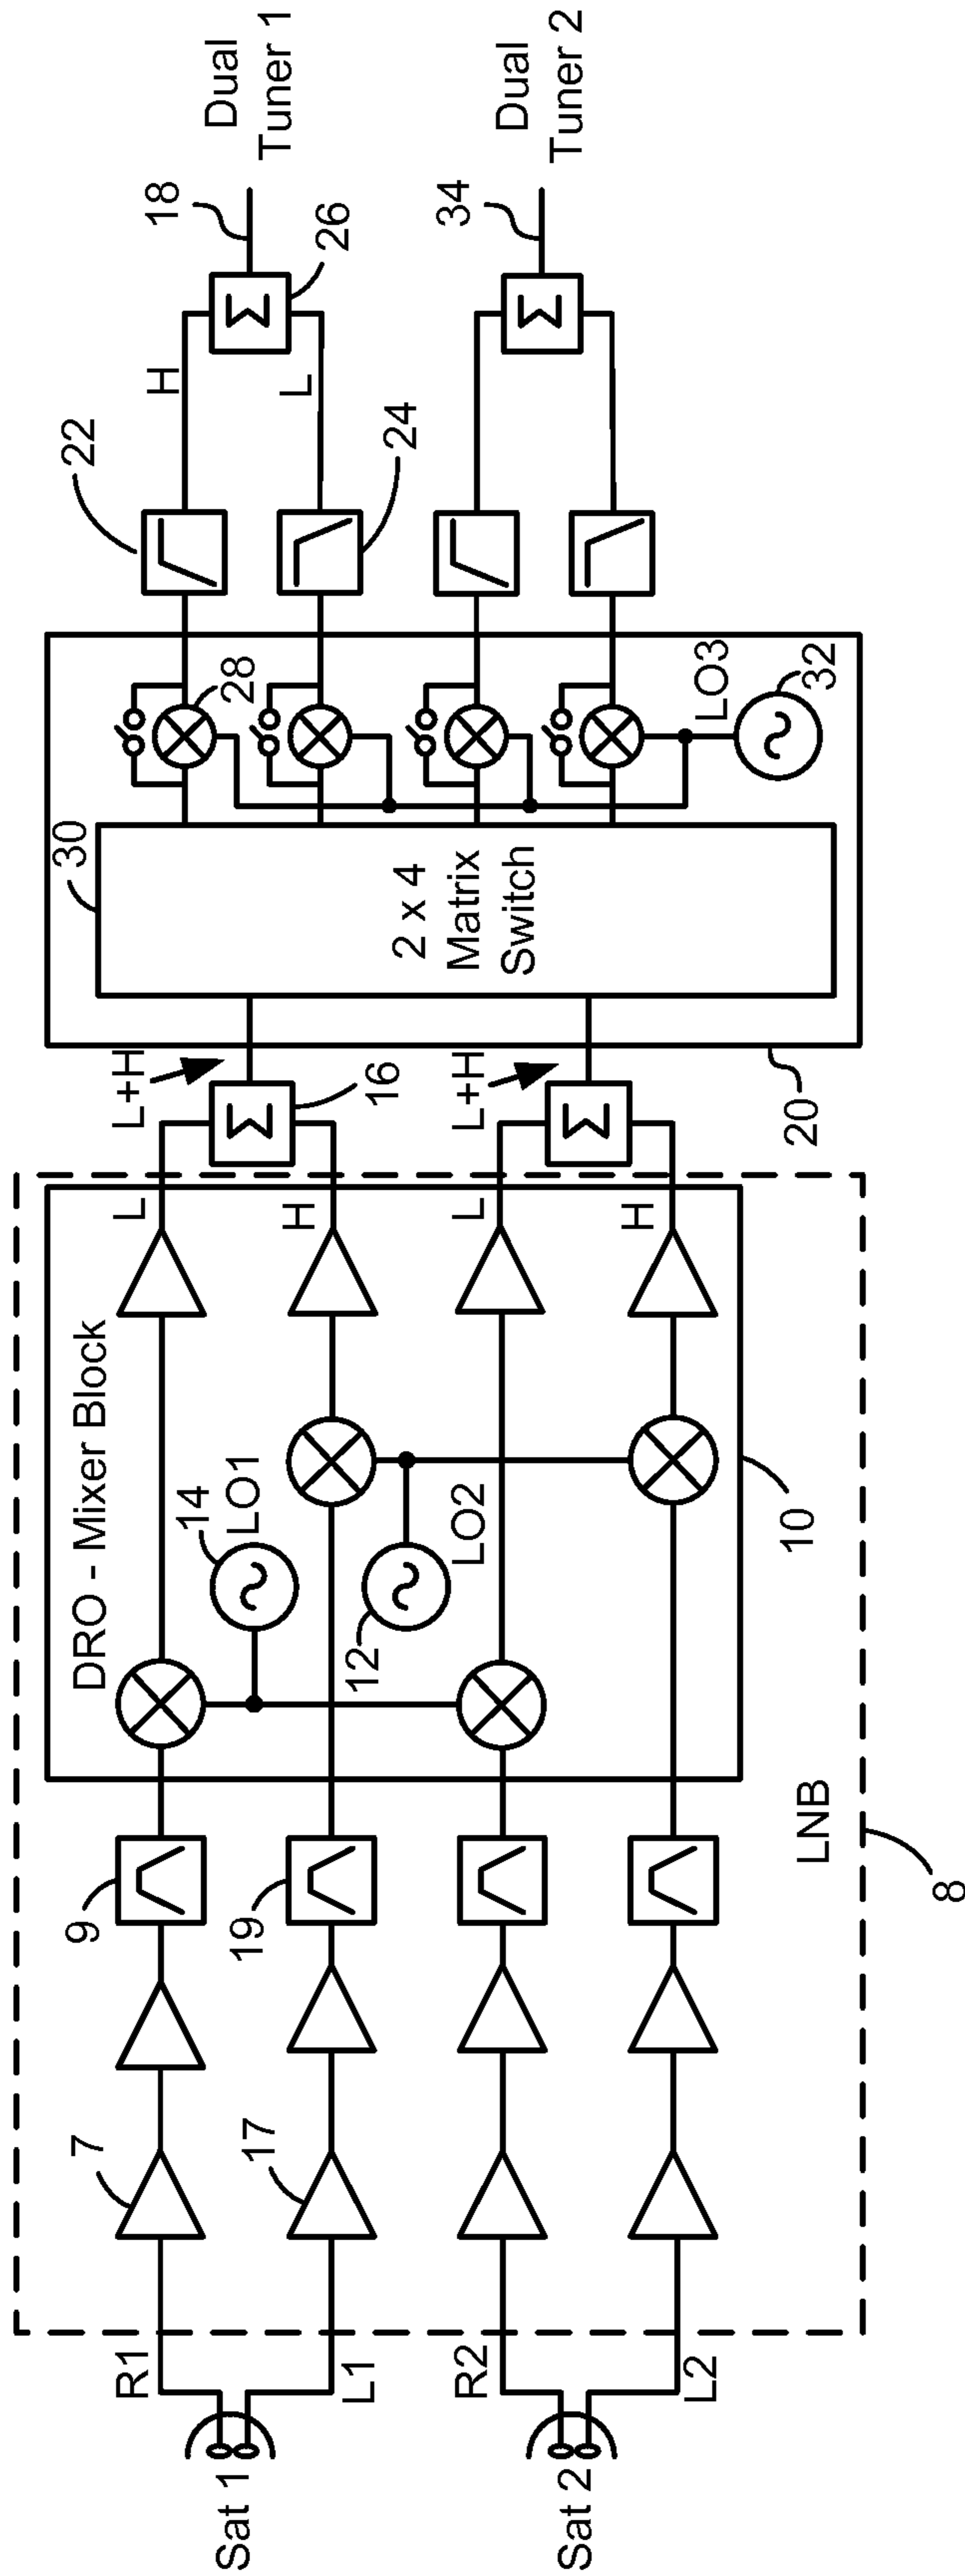 Sat 1
R1
L1
Sat 2
R2
L2
7
17
9
19
LNB
8
DRO - Mixer Block
14
LO1
12
LO2
10
L
H
L
H
L+H
16
L+H
20
30
2 x 4
Matrix
Switch
28
LO3
32
22
24
H
L
26
18
34
Dual
Tuner 1
Dual
Tuner 2
Σ
Σ
Σ
Σ